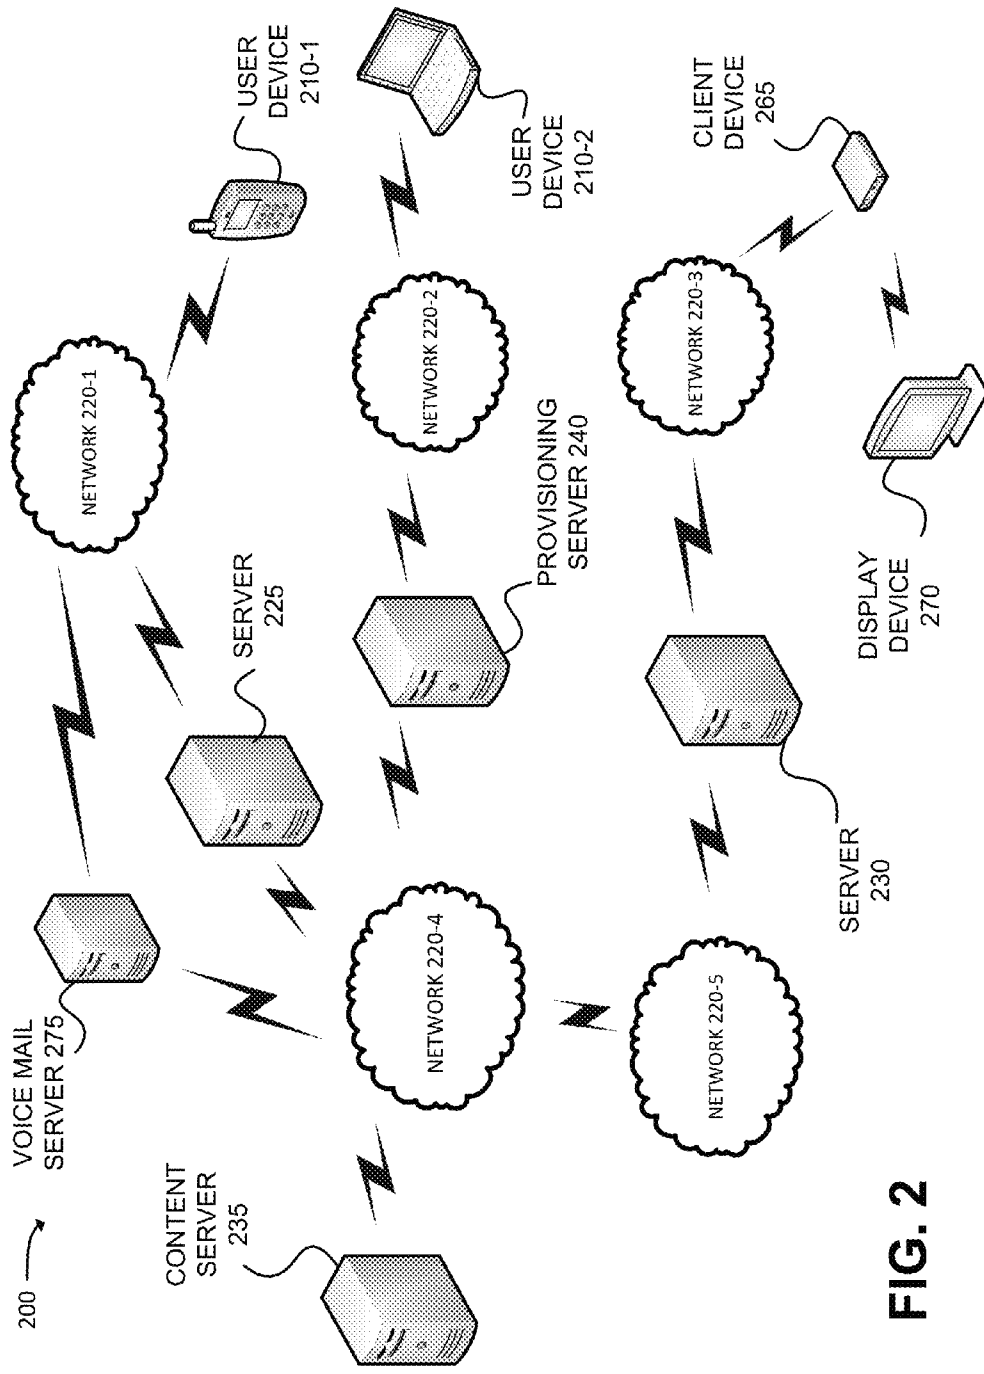 200
VOICE MAIL
SERVER 275
NETWORK 220-1
USER
DEVICE
210-1
SERVER
225
CONTENT
SERVER
235
NETWORK 220-4
PROVISIONING
SERVER 240
NETWORK 220-2
USER
DEVICE
210-2
NETWORK 220-5
SERVER
230
NETWORK 220-3
CLIENT
DEVICE
265
DISPLAY
DEVICE
270
FIG. 2